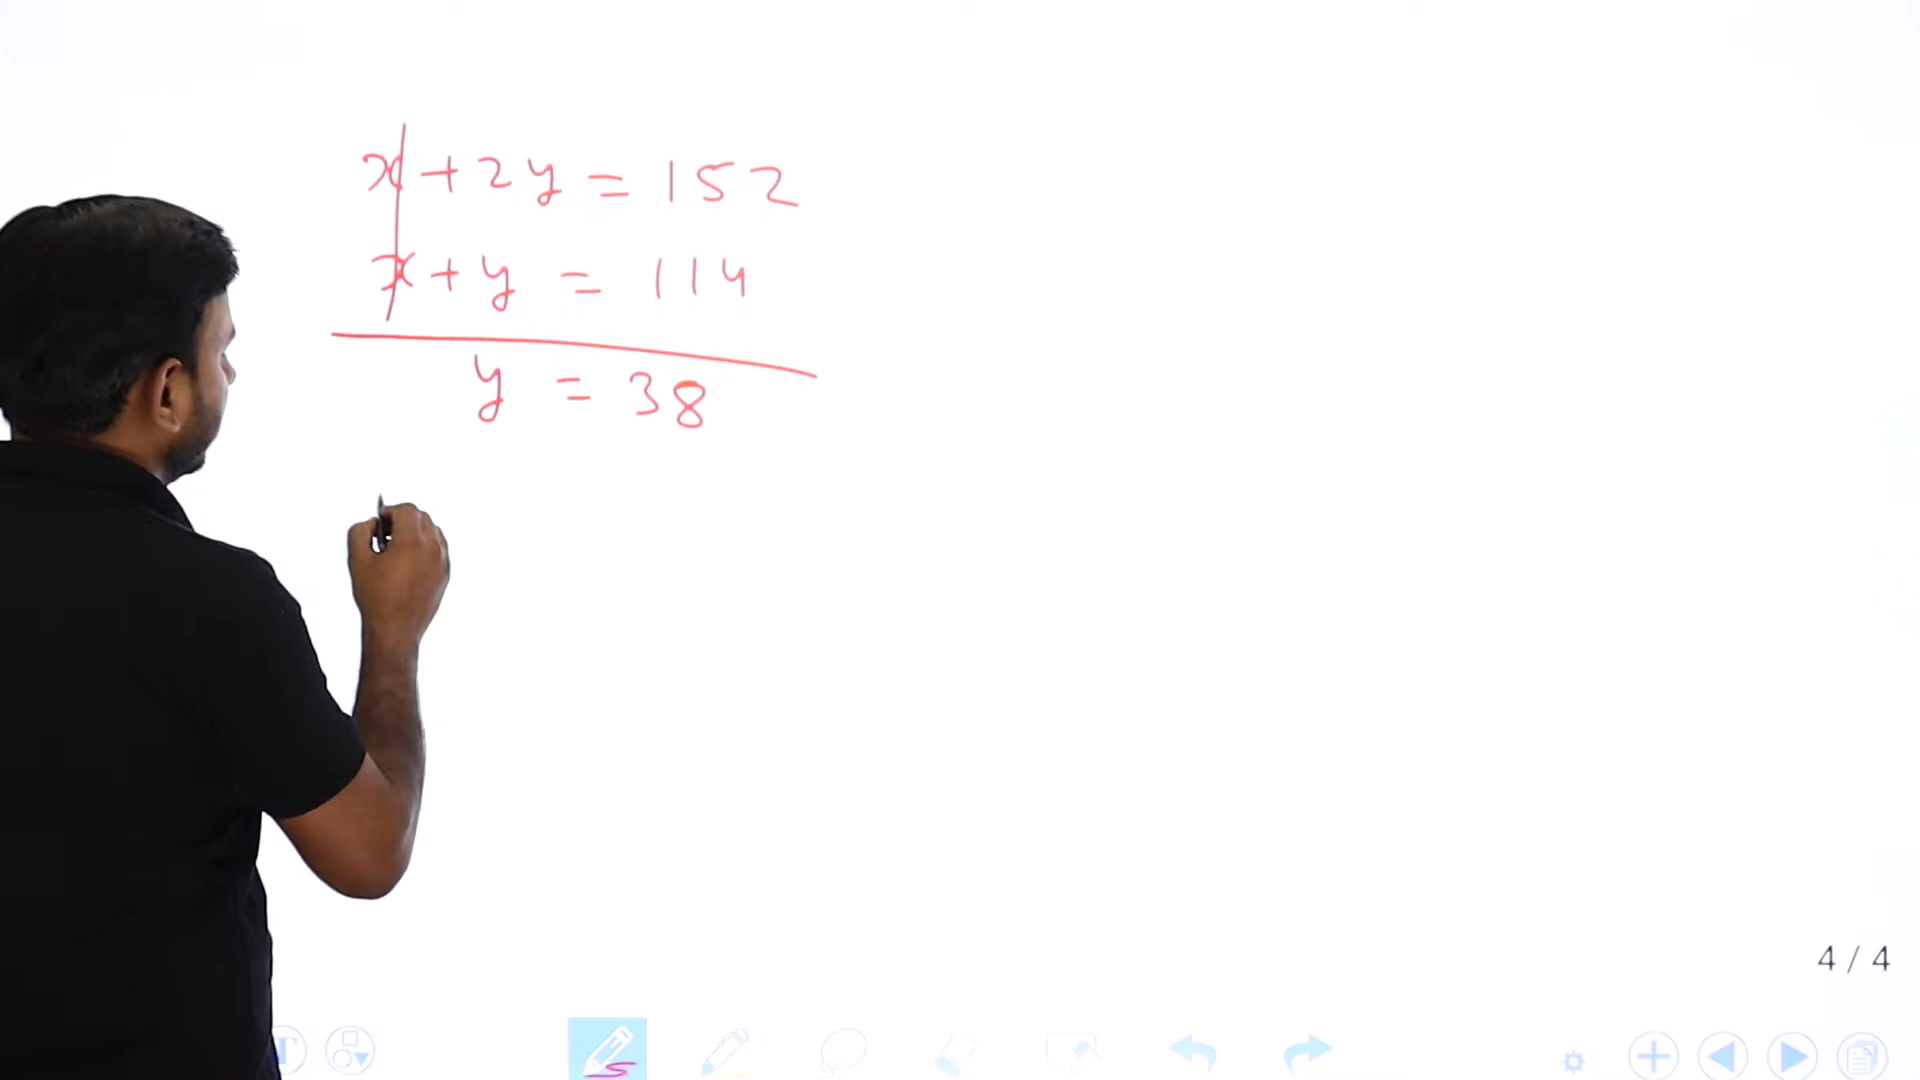 x + 2y = 152
x + y = 114
y = 38
4 / 4
T